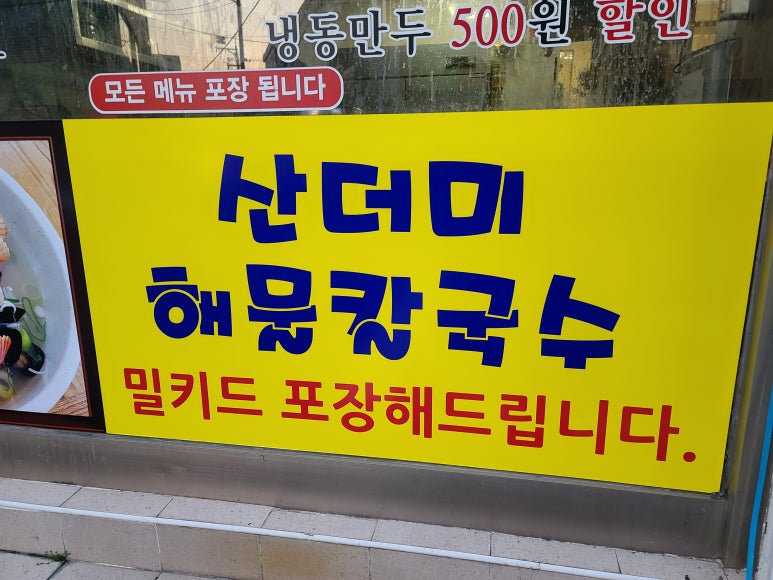 냉동만두 500원 할인
모든 메뉴 포장 됩니다
산더미
해물칼국수
밀키드 포장해드립니다.